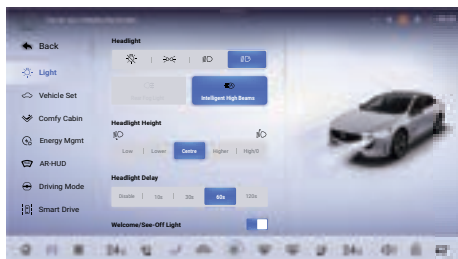 Back
Headlight
Light
Intelligent High Beams
Vehicle Set
Comfy Cabin
Headlight Height
Low | Lower Centre Higher | High/D
Energy Mgmt
AR-HUD
Headlight Delay
Driving Mode
Disable | 10s | 30s 60s 120s
Smart Drive
Welcome/See-Off Light